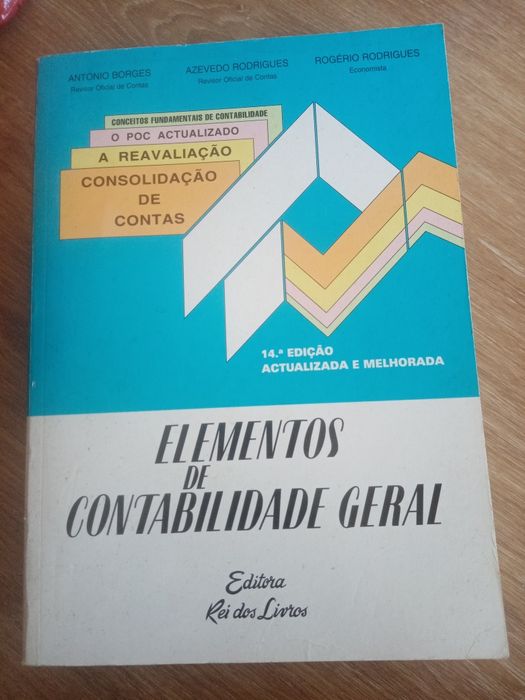 ANTÓNIO BORGES
Revisor Oficial de Contas
AZEVEDO RODRIGUES
Revisor Oficial de Contas
ROGÉRIO RODRIGUES
Economista
CONCEITOS FUNDAMENTAIS DE CONTABILIDADE
O POC ACTUALIZADO
A REAVALIAÇÃO
CONSOLIDAÇÃO
DE
CONTAS
14.ª EDIÇÃO
ACTUALIZADA E MELHORADA
ELEMENTOS
DE
CONTABILIDADE GERAL
Editora
Rei dos Livros